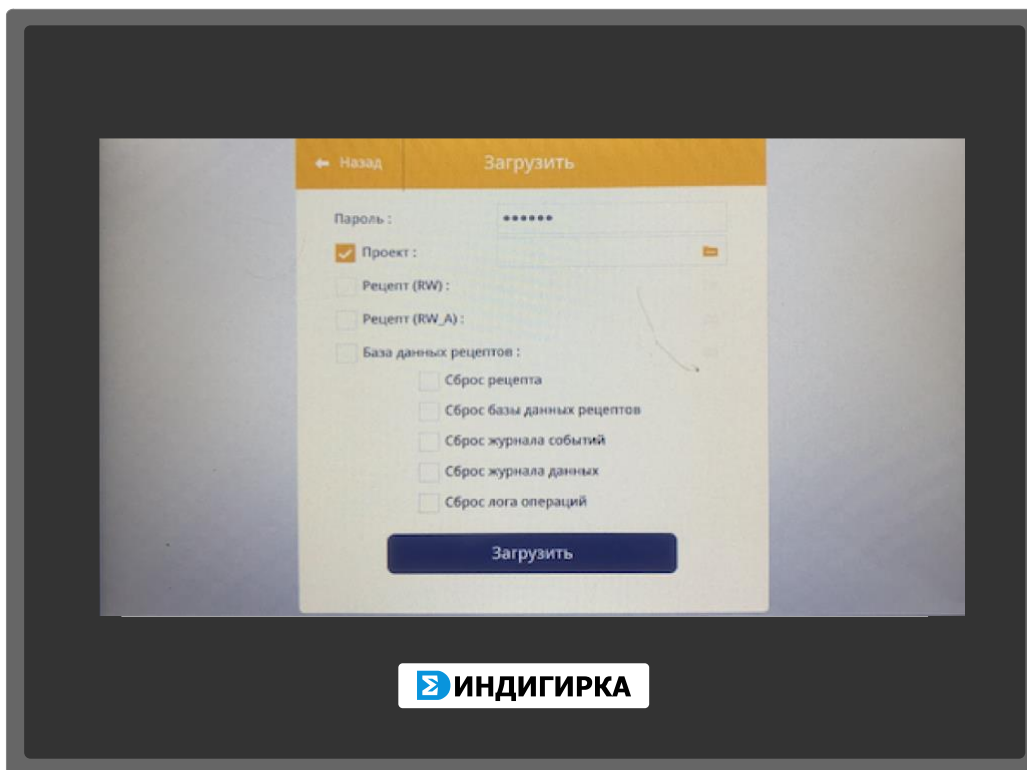 Назад
Загрузить
Пароль :
••••••
Проект :
Рецепт (RW) :
Рецепт (RW_A) :
База данных рецептов :
Сброс рецепта
Сброс базы данных рецептов
Сброс журнала событий
Сброс журнала данных
Сброс лога операций
Загрузить
ИНДИГИРКА